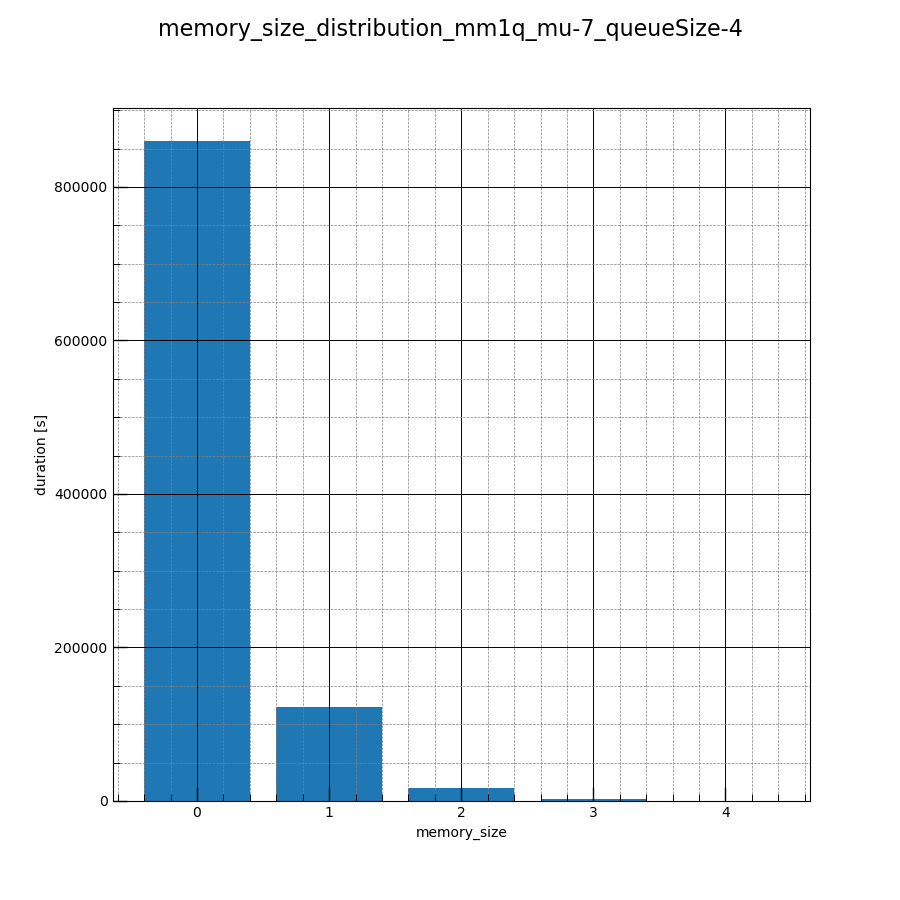 memory_size_distribution_mm1q_mu-7_queueSize-4
800000
600000
400000
200000
0
duration [s]
0 1 2 3 4
memory_size